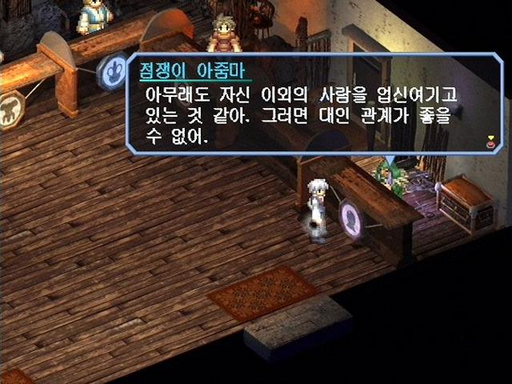 점쟁이 아줌마
아무래도 자신 이외의 사람을 업신여기고
있는 것 같아. 그러면 대인 관계가 좋을
수 없어.